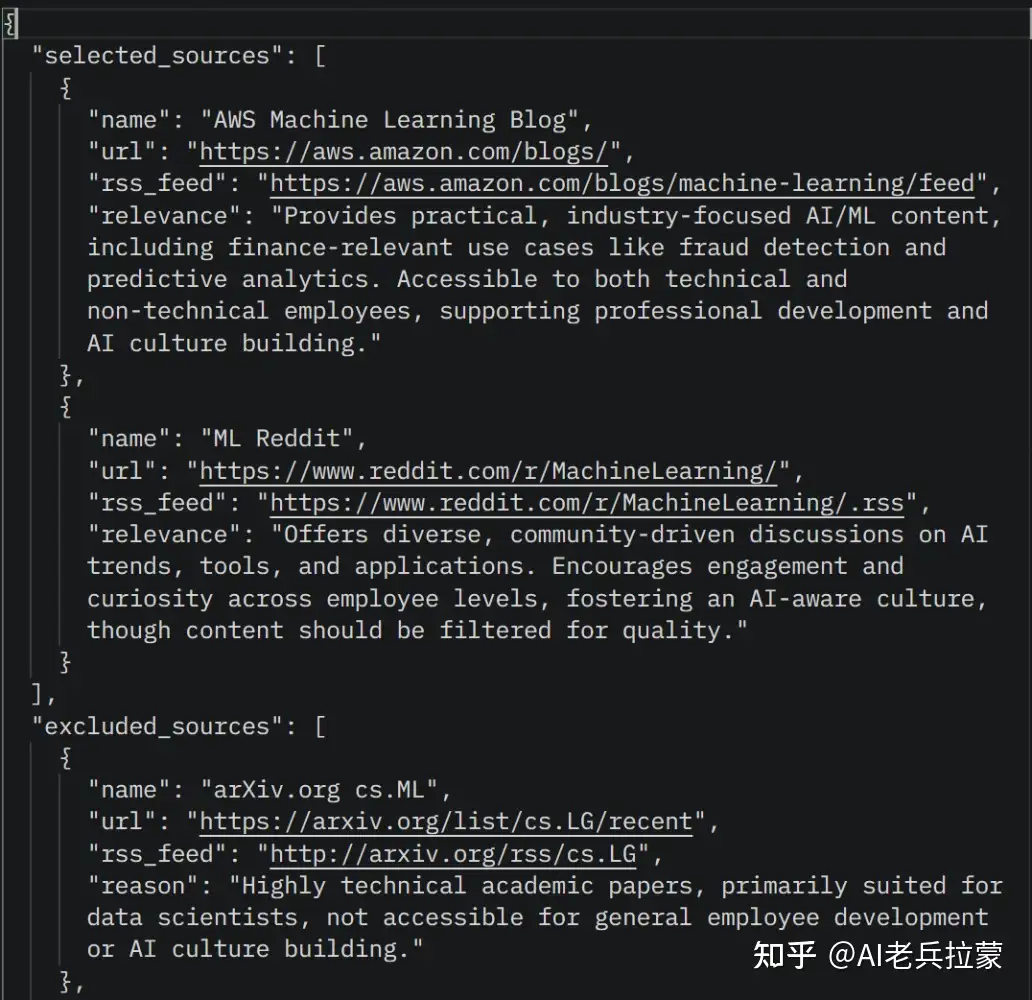 {
"selected_sources": [
{
"name": "AWS Machine Learning Blog",
"url": "https://aws.amazon.com/blogs/",
"rss_feed": "https://aws.amazon.com/blogs/machine-learning/feed",
"relevance": "Provides practical, industry-focused AI/ML content,
including finance-relevant use cases like fraud detection and
predictive analytics. Accessible to both technical and
non-technical employees, supporting professional development and
AI culture building."
},
{
"name": "ML Reddit",
"url": "https://www.reddit.com/r/MachineLearning/",
"rss_feed": "https://www.reddit.com/r/MachineLearning/.rss",
"relevance": "Offers diverse, community-driven discussions on AI
trends, tools, and applications. Encourages engagement and
curiosity across employee levels, fostering an AI-aware culture,
though content should be filtered for quality."
}
],
"excluded_sources": [
{
"name": "arXiv.org cs.ML",
"url": "https://arxiv.org/list/cs.LG/recent",
"rss_feed": "http://arxiv.org/rss/cs.LG",
"reason": "Highly technical academic papers, primarily suited for
data scientists, not accessible for general employee development
or AI culture building."
},
知乎 @AI老兵拉蒙